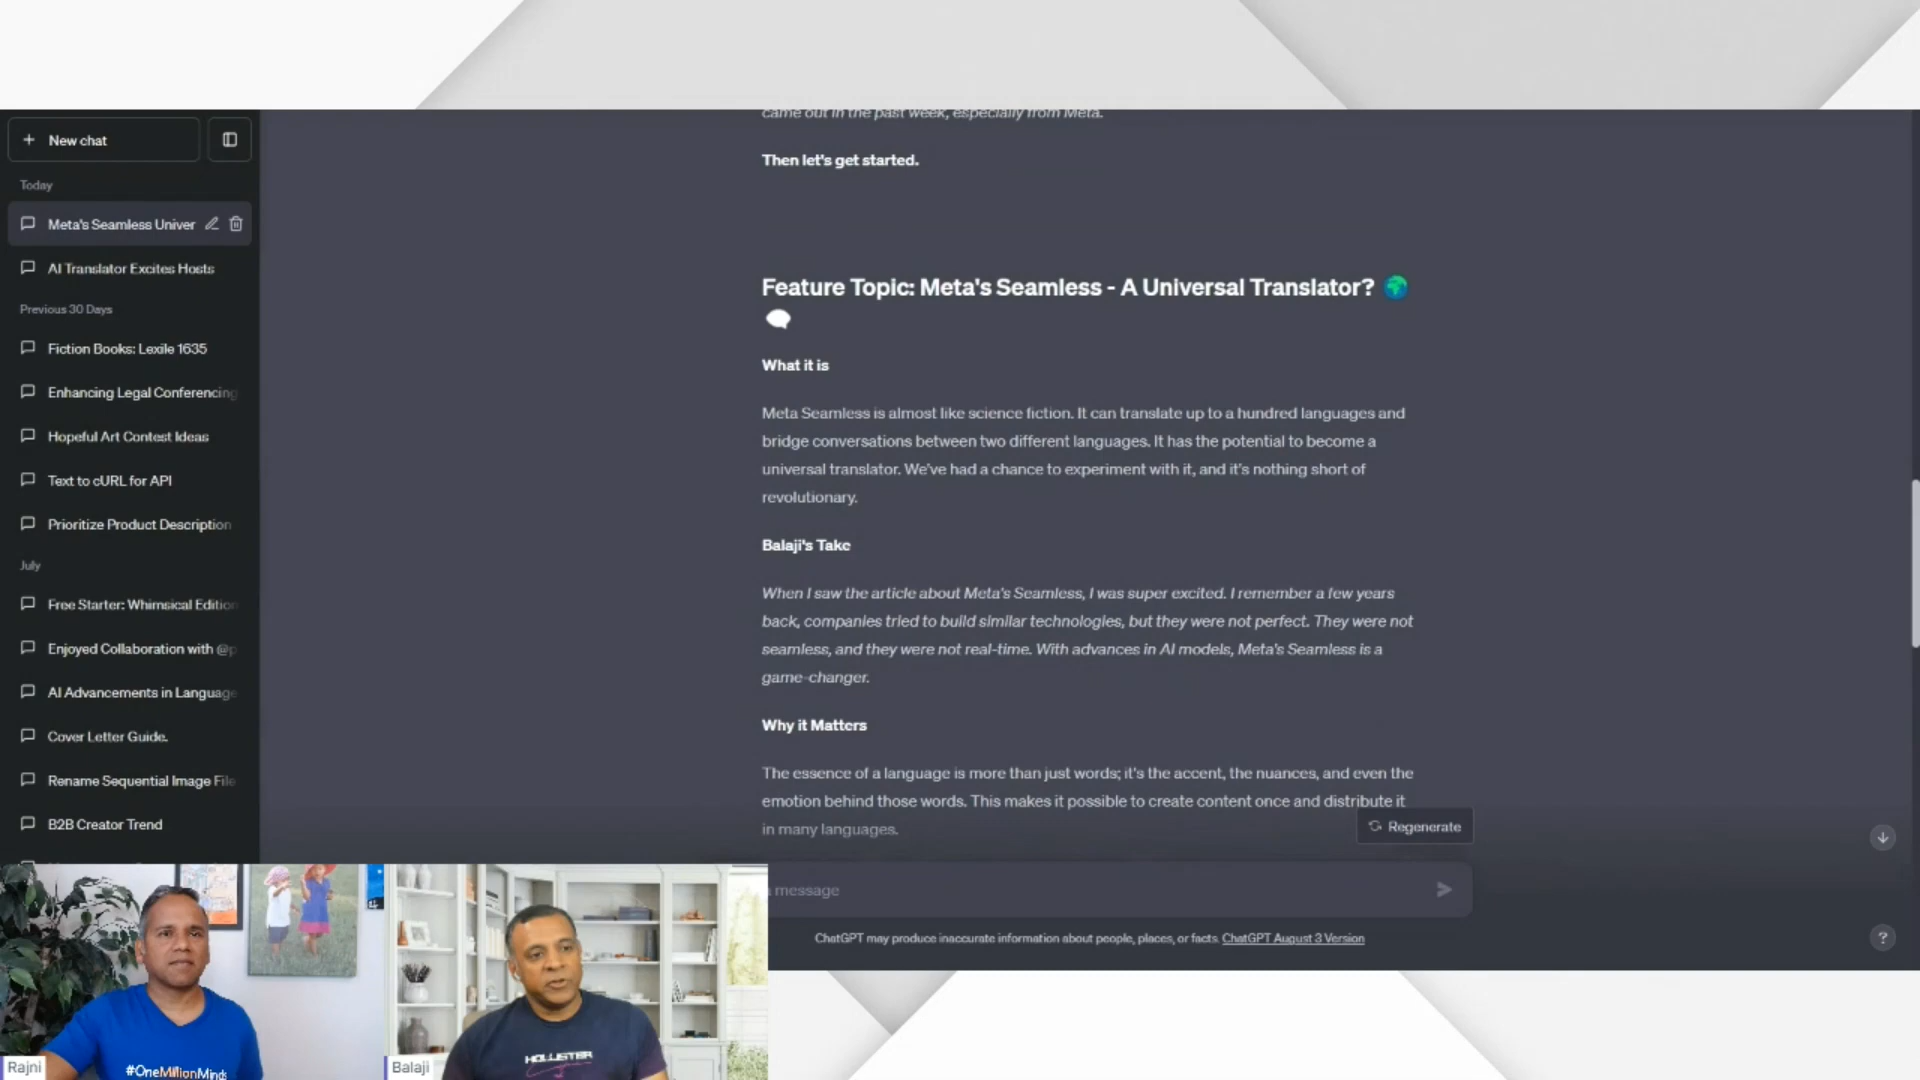 New chat
Today
Meta's Seamless Univer
AI Translator Excites Hosts
Previous 30 Days
Fiction Books: Lexile 1635
Enhancing Legal Conferencing
Hopeful Art Contest Ideas
Text to cURL for API
Prioritize Product Description
July
Free Starter: Whimsical Edition
Enjoyed Collaboration with @p
AI Advancements in Language
Cover Letter Guide.
Rename Sequential Image File
B2B Creator Trend
came out in the past week, especially from Meta.
Then let's get started.
Feature Topic: Meta's Seamless - A Universal Translator?
What it is
Meta Seamless is almost like science fiction. It can translate up to a hundred languages and
bridge conversations between two different languages. It has the potential to become a
universal translator. We've had a chance to experiment with it, and it's nothing short of
revolutionary.
Balaji's Take
When I saw the article about Meta's Seamless, I was super excited. I remember a few years
back, companies tried to build similar technologies, but they were not perfect. They were not
seamless, and they were not real-time. With advances in AI models, Meta's Seamless is a
game-changer.
Why it Matters
The essence of a language is more than just words; it's the accent, the nuances, and even the
emotion behind those words. This makes it possible to create content once and distribute it
in many languages.
Regenerate
message
ChatGPT may produce inaccurate information about people, places, or facts. ChatGPT August 3 Version
?
Rajni
#OneMillionMinds
Balaji
HOLLISTER